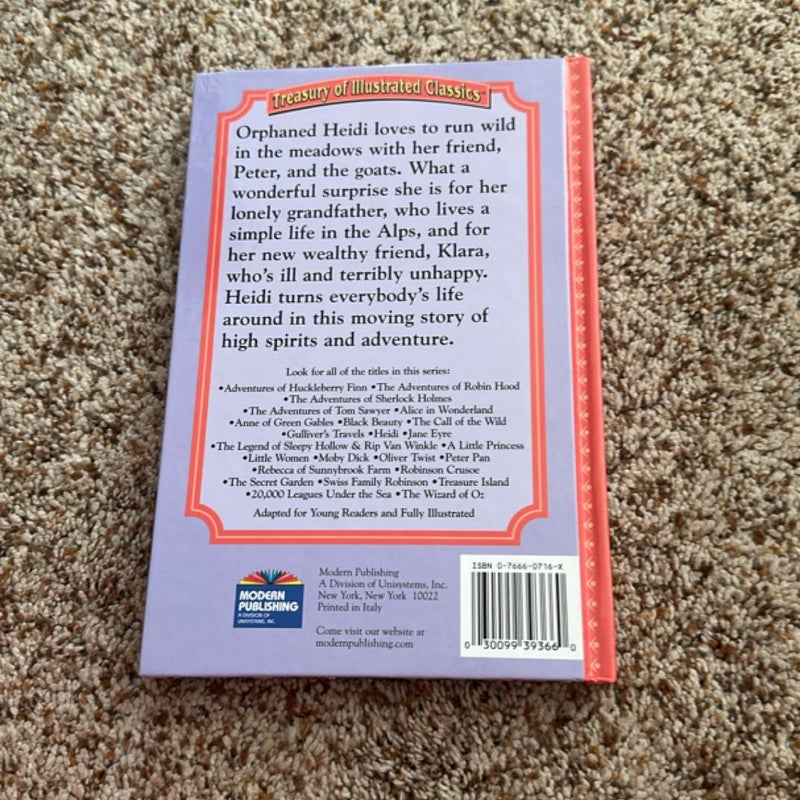 Treasury of Illustrated Classics™
Orphaned Heidi loves to run wild
in the meadows with her friend,
Peter, and the goats. What a
wonderful surprise she is for her
lonely grandfather, who lives a
simple life in the Alps, and for
her new wealthy friend, Klara,
who's ill and terribly unhappy.
Heidi turns everybody's life
around in this moving story of
high spirits and adventure.
Look for all of the titles in this series:
•Adventures of Huckleberry Finn •The Adventures of Robin Hood
•The Adventures of Sherlock Holmes
•The Adventures of Tom Sawyer •Alice in Wonderland
•Anne of Green Gables •Black Beauty •The Call of the Wild
•Gulliver's Travels •Heidi •Jane Eyre
•The Legend of Sleepy Hollow & Rip Van Winkle •A Little Princess
•Little Women •Moby Dick •Oliver Twist •Peter Pan
•Rebecca of Sunnybrook Farm •Robinson Crusoe
•The Secret Garden •Swiss Family Robinson •Treasure Island
•20,000 Leagues Under the Sea •The Wizard of Oz
Adapted for Young Readers and Fully Illustrated
MODERN
PUBLISHING
A DIVISION OF
UNISYSTEMS, INC.
Modern Publishing
A Division of Unisystems, Inc.
New York, New York 10022
Printed in Italy
Come visit our website at
modernpublishing.com
ISBN 0-7666-0716-X
0 30099 39366 0